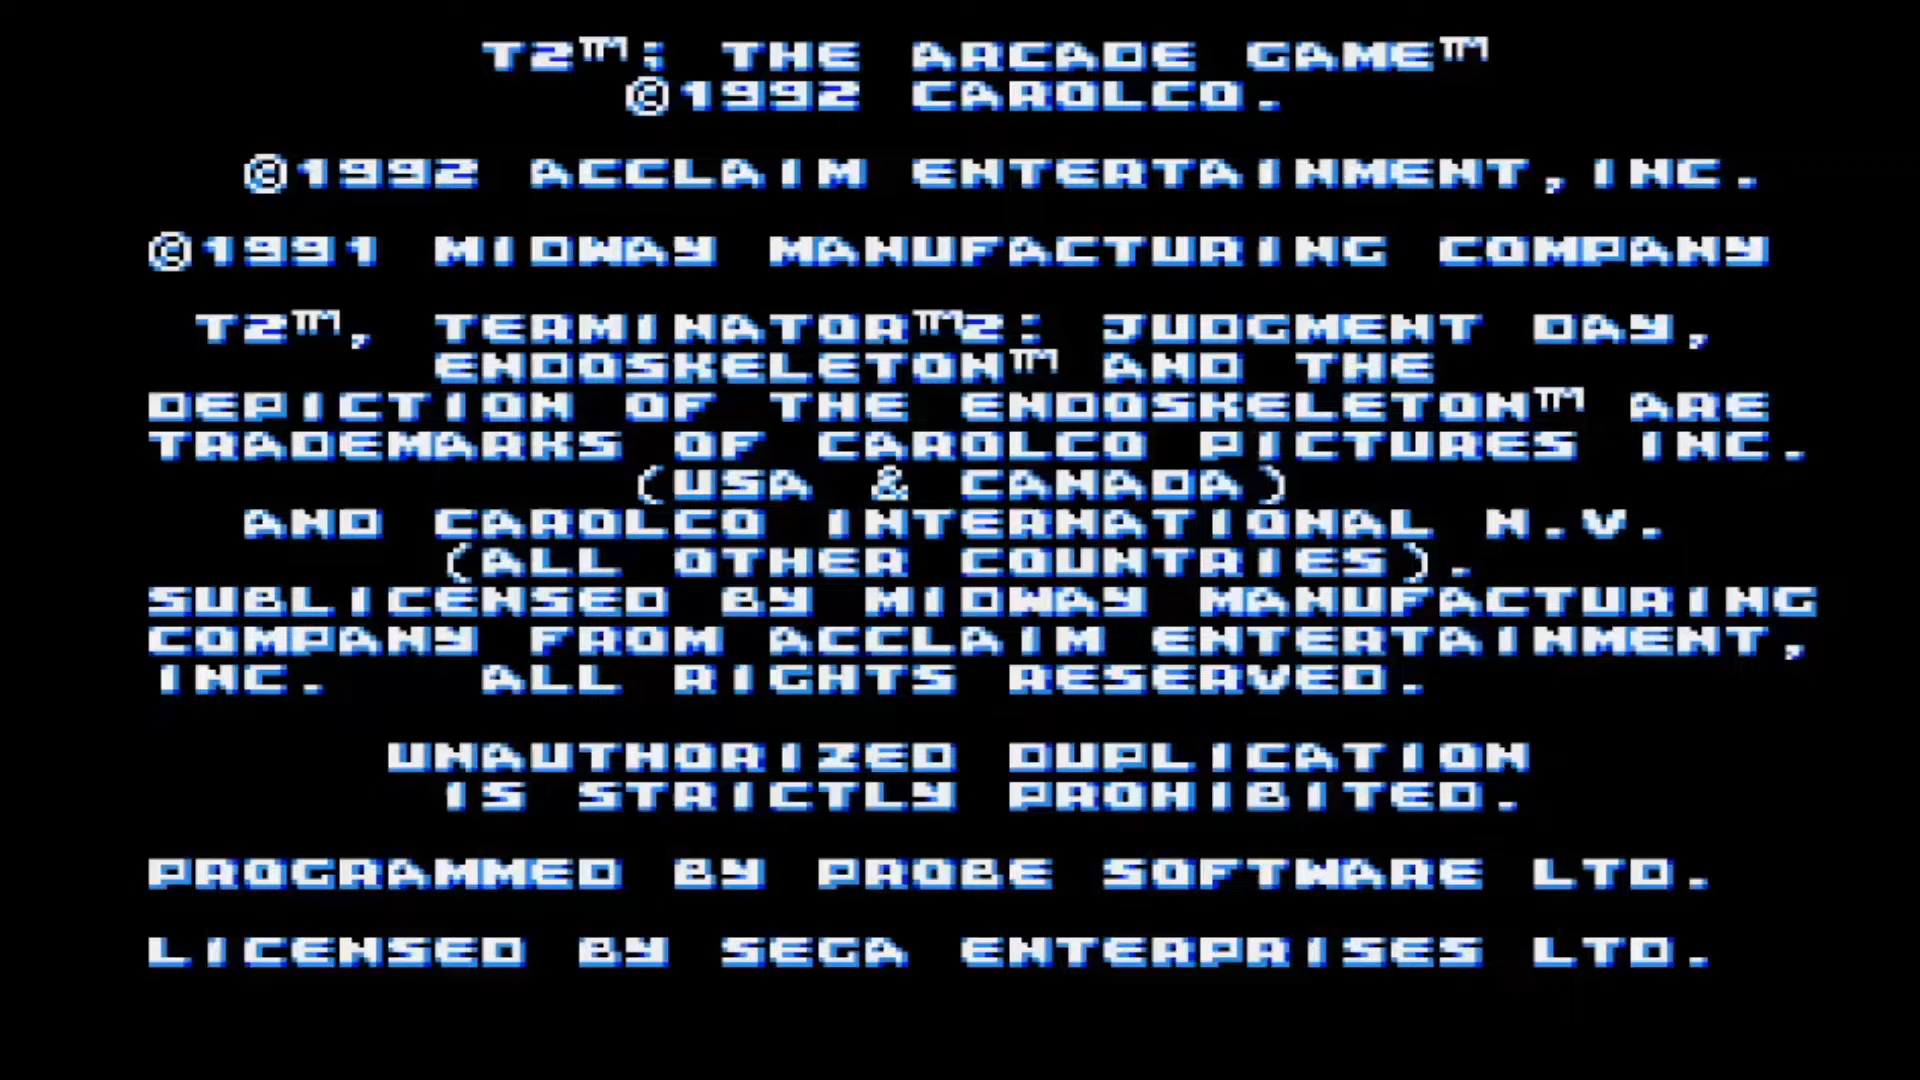 T2™: THE ARCADE GAME™
©1992 CAROLCO.
©1992 ACCLAIM ENTERTAINMENT,INC.
©1991 MIDWAY MANUFACTURING COMPANY
T2™, TERMINATOR™2: JUDGMENT DAY,
ENDOSKELETON™ AND THE
DEPICTION OF THE ENDOSKELETON™ ARE
TRADEMARKS OF CAROLCO PICTURES INC.
(USA & CANADA)
AND CAROLCO INTERNATIONAL N.V.
(ALL OTHER COUNTRIES).
SUBLICENSED BY MIDWAY MANUFACTURING
COMPANY FROM ACCLAIM ENTERTAINMENT,
INC. ALL RIGHTS RESERVED.
UNAUTHORIZED DUPLICATION
IS STRICTLY PROHIBITED.
PROGRAMMED BY PROBE SOFTWARE LTD.
LICENSED BY SEGA ENTERPRISES LTD.